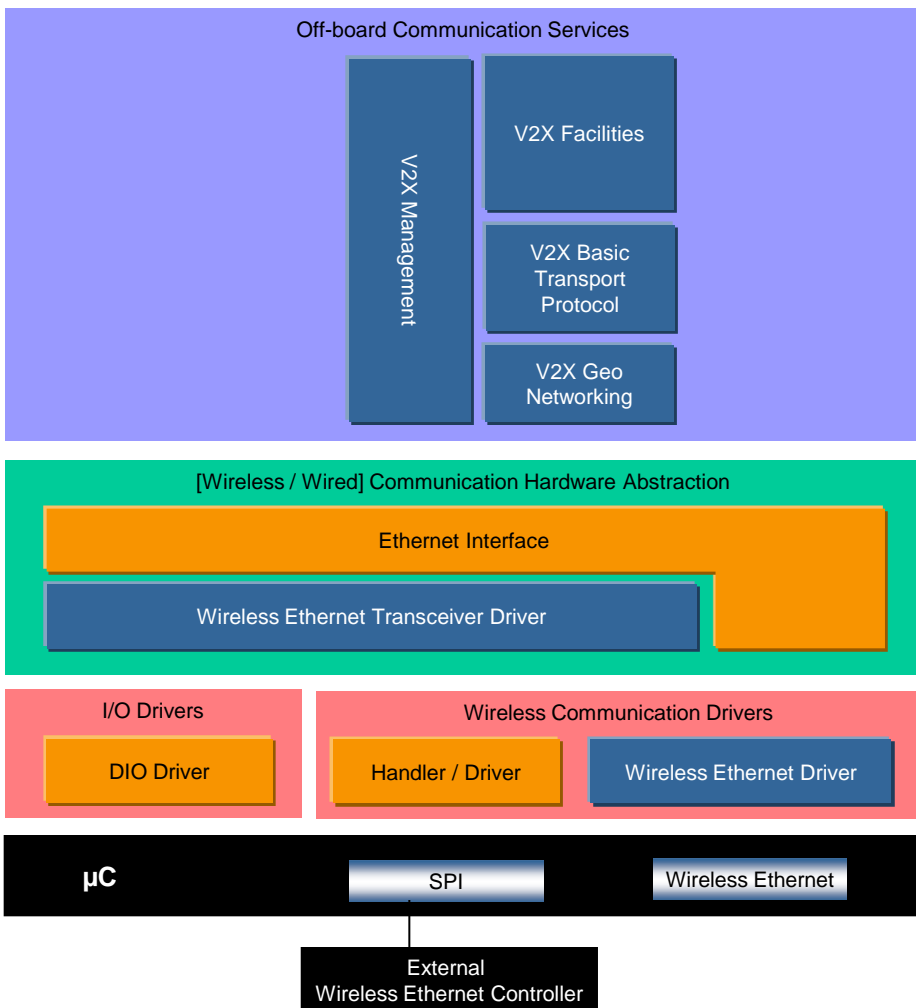 Off-board Communication Services
V2X Management
V2X Facilities
V2X Basic
Transport
Protocol
V2X Geo
Networking
[Wireless / Wired] Communication Hardware Abstraction
Ethernet Interface
Wireless Ethernet Transceiver Driver
I/O Drivers
DIO Driver
Wireless Communication Drivers
Handler / Driver
Wireless Ethernet Driver
µC
SPI
Wireless Ethernet
External
Wireless Ethernet Controller